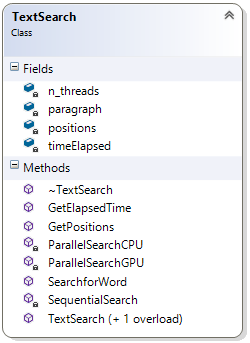 TextSearch
Class
Fields
n_threads
paragraph
positions
timeElapsed
Methods
~TextSearch
GetElapsedTime
GetPositions
ParallelSearchCPU
ParallelSearchGPU
SearchforWord
SequentialSearch
TextSearch (+ 1 overload)